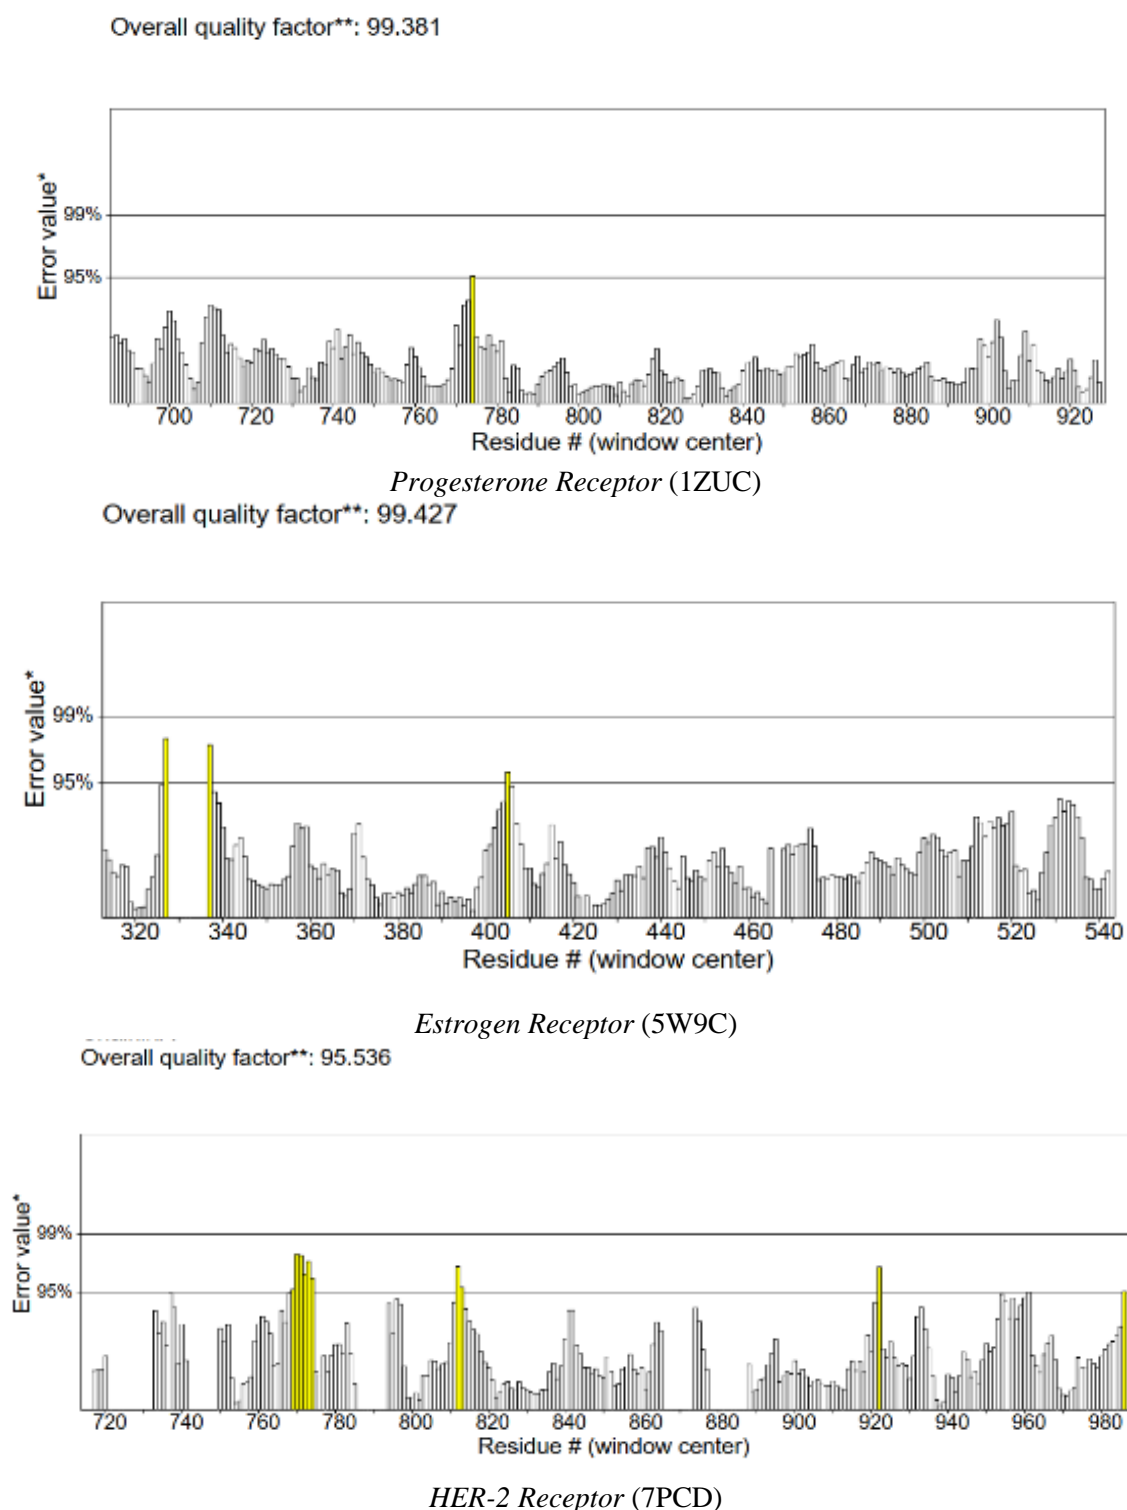 Overall quality factor**: 99.381
Error value*
99%
95%
700 720 740 760 780 800 820 840 860 880 900 920
Residue # (window center)
Progesterone Receptor (1ZUC)
Overall quality factor**: 99.427
Error value*
99%
95%
320 340 360 380 400 420 440 460 480 500 520 540
Residue # (window center)
Estrogen Receptor (5W9C)
Overall quality factor**: 95.536
Error value*
99%
95%
720 740 760 780 800 820 840 860 880 900 920 940 960 980
Residue # (window center)
HER-2 Receptor (7PCD)